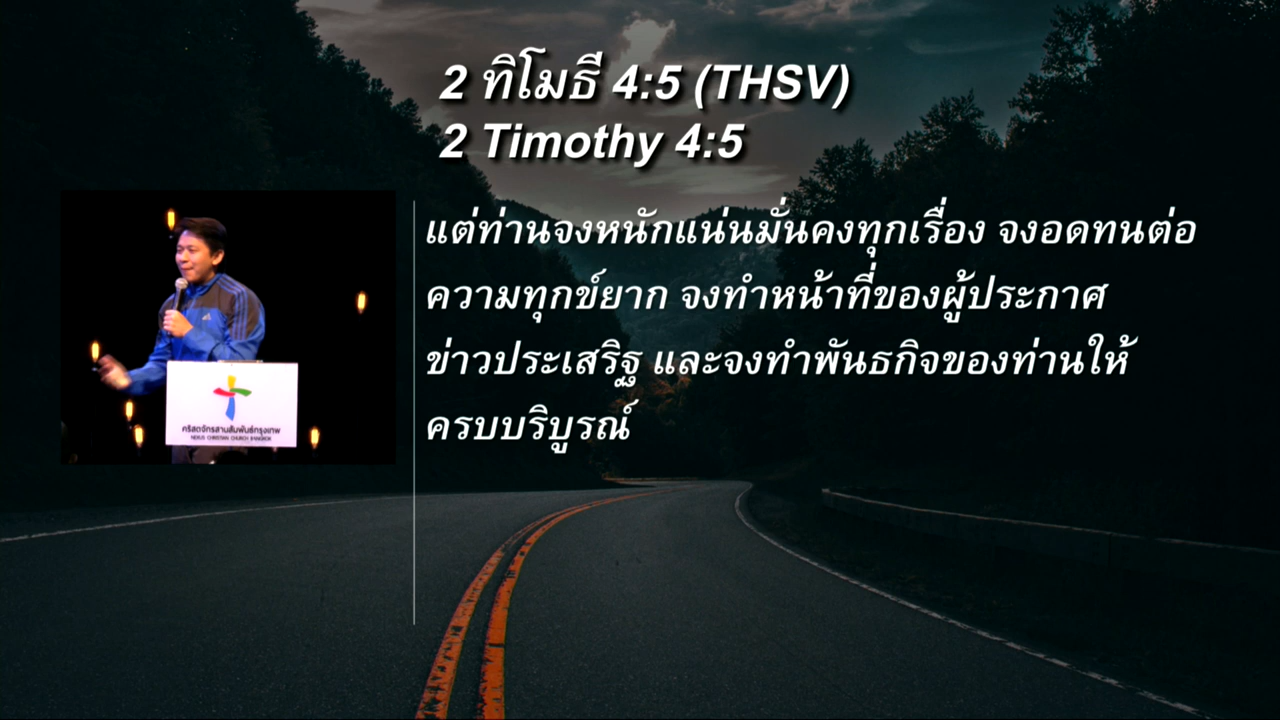 2 ทิโมธี 4:5 (THSV)
2 Timothy 4:5
แต่ท่านจงหนักแน่นมั่นคงทุกเรื่อง จงอดทนต่อ
ความทุกข์ยาก จงทำหน้าที่ของผู้ประกาศ
ข่าวประเสริฐ และจงทำพันธกิจของท่านให้
ครบบริบูรณ์
คริสตจักรสานสัมพันธ์กรุงเทพ
NEXUS CHRISTIAN CHURCH BANGKOK